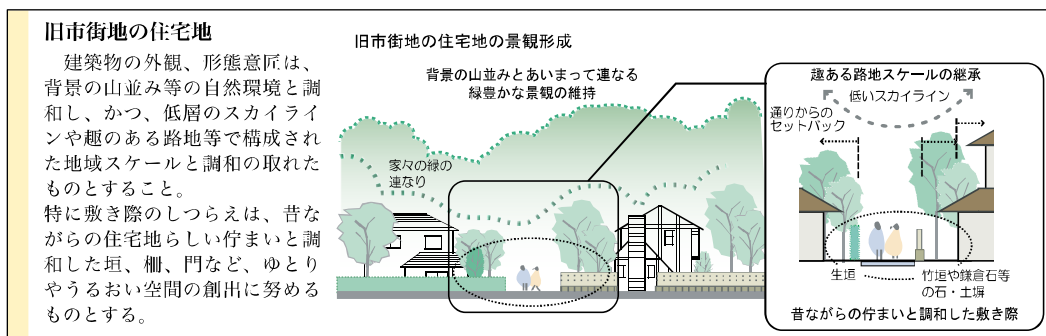 旧市街地の住宅地
建築物の外観、形態意匠は、
背景の山並み等の自然環境と調
和し、かつ、低層のスカイライ
ンや趣のある路地等で構成され
た地域スケールと調和の取れた
ものとすること。
特に敷き際のしつらえは、昔な
がらの住宅地らしい佇まいと調
和した垣、柵、門など、ゆとり
やうるおい空間の創出に努める
ものとする。
旧市街地の住宅地の景観形成
背景の山並みとあいまって連なる
緑豊かな景観の維持
家々の緑の
連なり
趣ある路地スケールの継承
低いスカイライン
通りからの
セットバック
生垣
竹垣や鎌倉石等
の石・土塀
昔ながらの佇まいと調和した敷き際